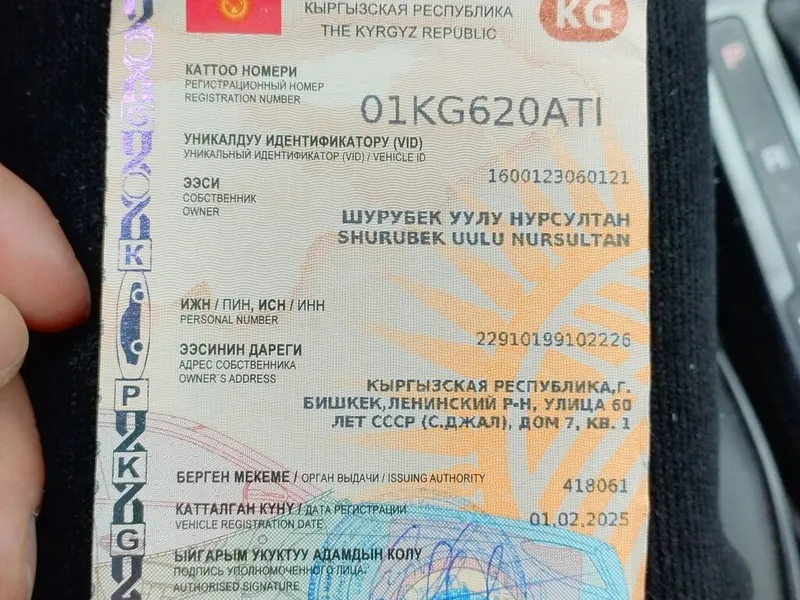 КЫРГЫЗСКАЯ РЕСПУБЛИКА
THE KYRGYZ REPUBLIC
KG
КАТТОО НОМЕРИ
РЕГИСТРАЦИОННЫЙ НОМЕР
REGISTRATION NUMBER
01KG620ATI
УНИКАЛДУУ ИДЕНТИФИКАТОРУ (VID)
УНИКАЛЬНЫЙ ИДЕНТИФИКАТОР (VID) / VEHICLE ID
1600123060121
ЭЭСИ
СОБСТВЕННИК
OWNER
ШУРУБЕК УУЛУ НУРСУЛТАН
SHURUBEK UULU NURSULTAN
ИЖН / ПИН, ИСН / ИНН
PERSONAL NUMBER
22910199102226
ЭЭСИНИН ДАРЕГИ
АДРЕС СОБСТВЕННИКА
OWNER'S ADDRESS
КЫРГЫЗСКАЯ РЕСПУБЛИКА,Г.
БИШКЕК,ЛЕНИНСКИЙ Р-Н, УЛИЦА 60
ЛЕТ СССР (С.ДЖАЛ), ДОМ 7, КВ. 1
БЕРГЕН МЕКЕМЕ / ОРГАН ВЫДАЧИ / ISSUING AUTHORITY
418061
КАТТАЛГАН КҮНҮ / ДАТА РЕГИСТРАЦИИ
VEHICLE REGISTRATION DATE
01.02.2025
ЫЙГАРЫМ УКУКТУУ АДАМДЫН КОЛУ
ПОДПИСЬ УПОЛНОМОЧЕННОГО ЛИЦА
AUTHORISED SIGNATURE
K
P
K
G
P
R